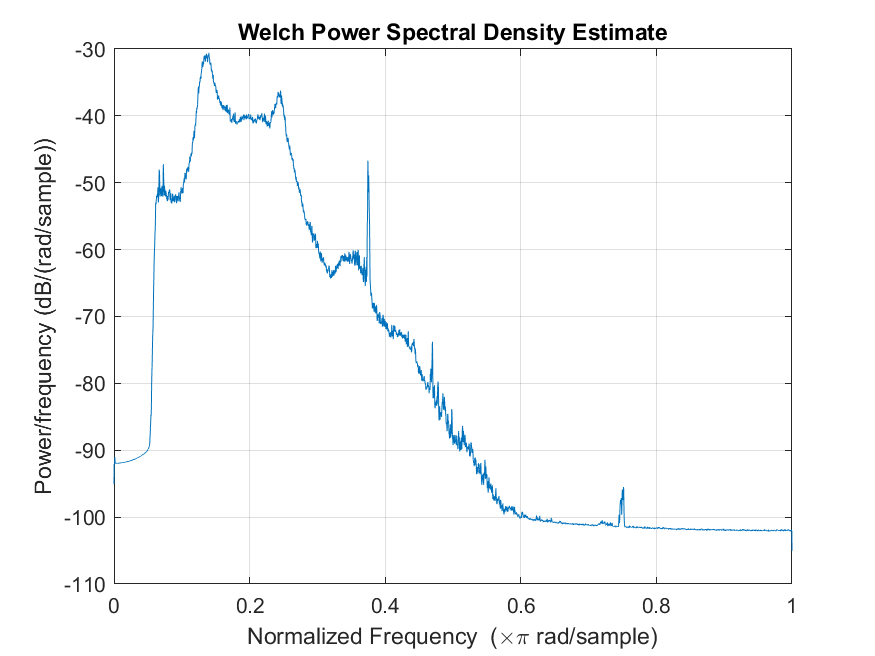 Welch Power Spectral Density Estimate
-30
-40
-50
-60
-70
-80
-90
-100
-110
Power/frequency (dB/(rad/sample))
0 0.2 0.4 0.6 0.8 1
Normalized Frequency (×π rad/sample)